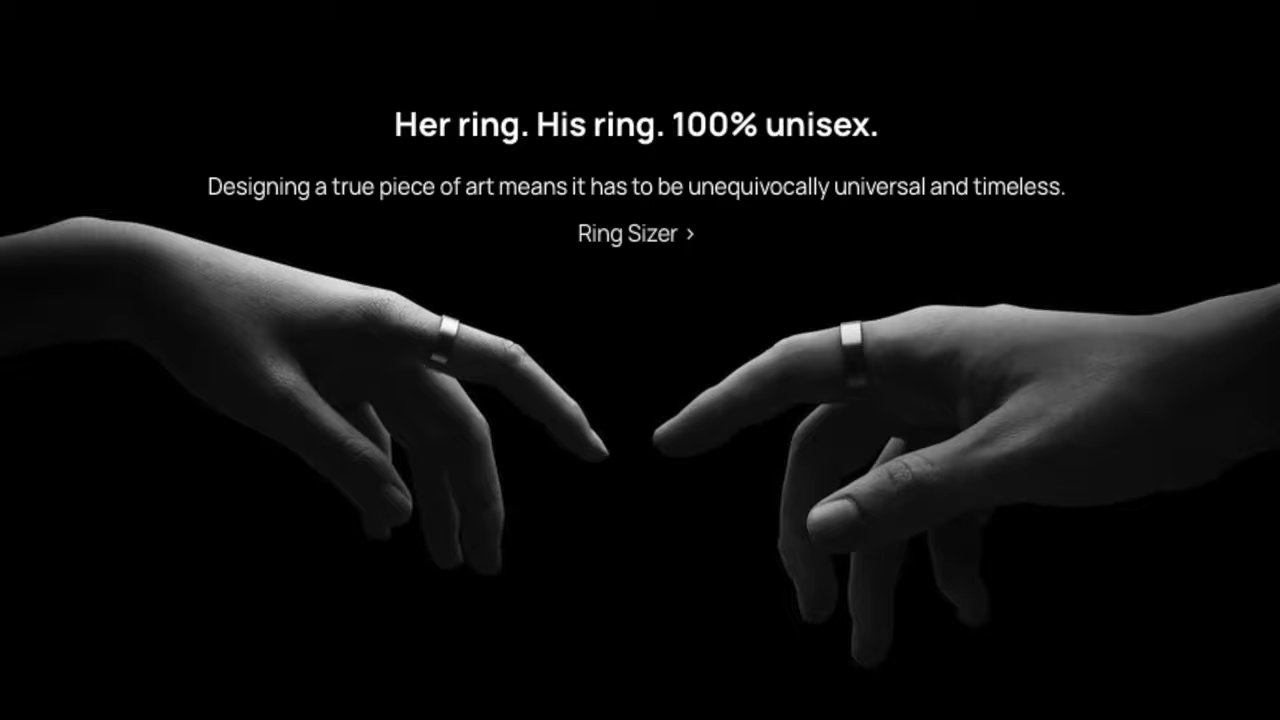 Her ring. His ring. 100% unisex.
Designing a true piece of art means it has to be unequivocally universal and timeless.
Ring Sizer ›